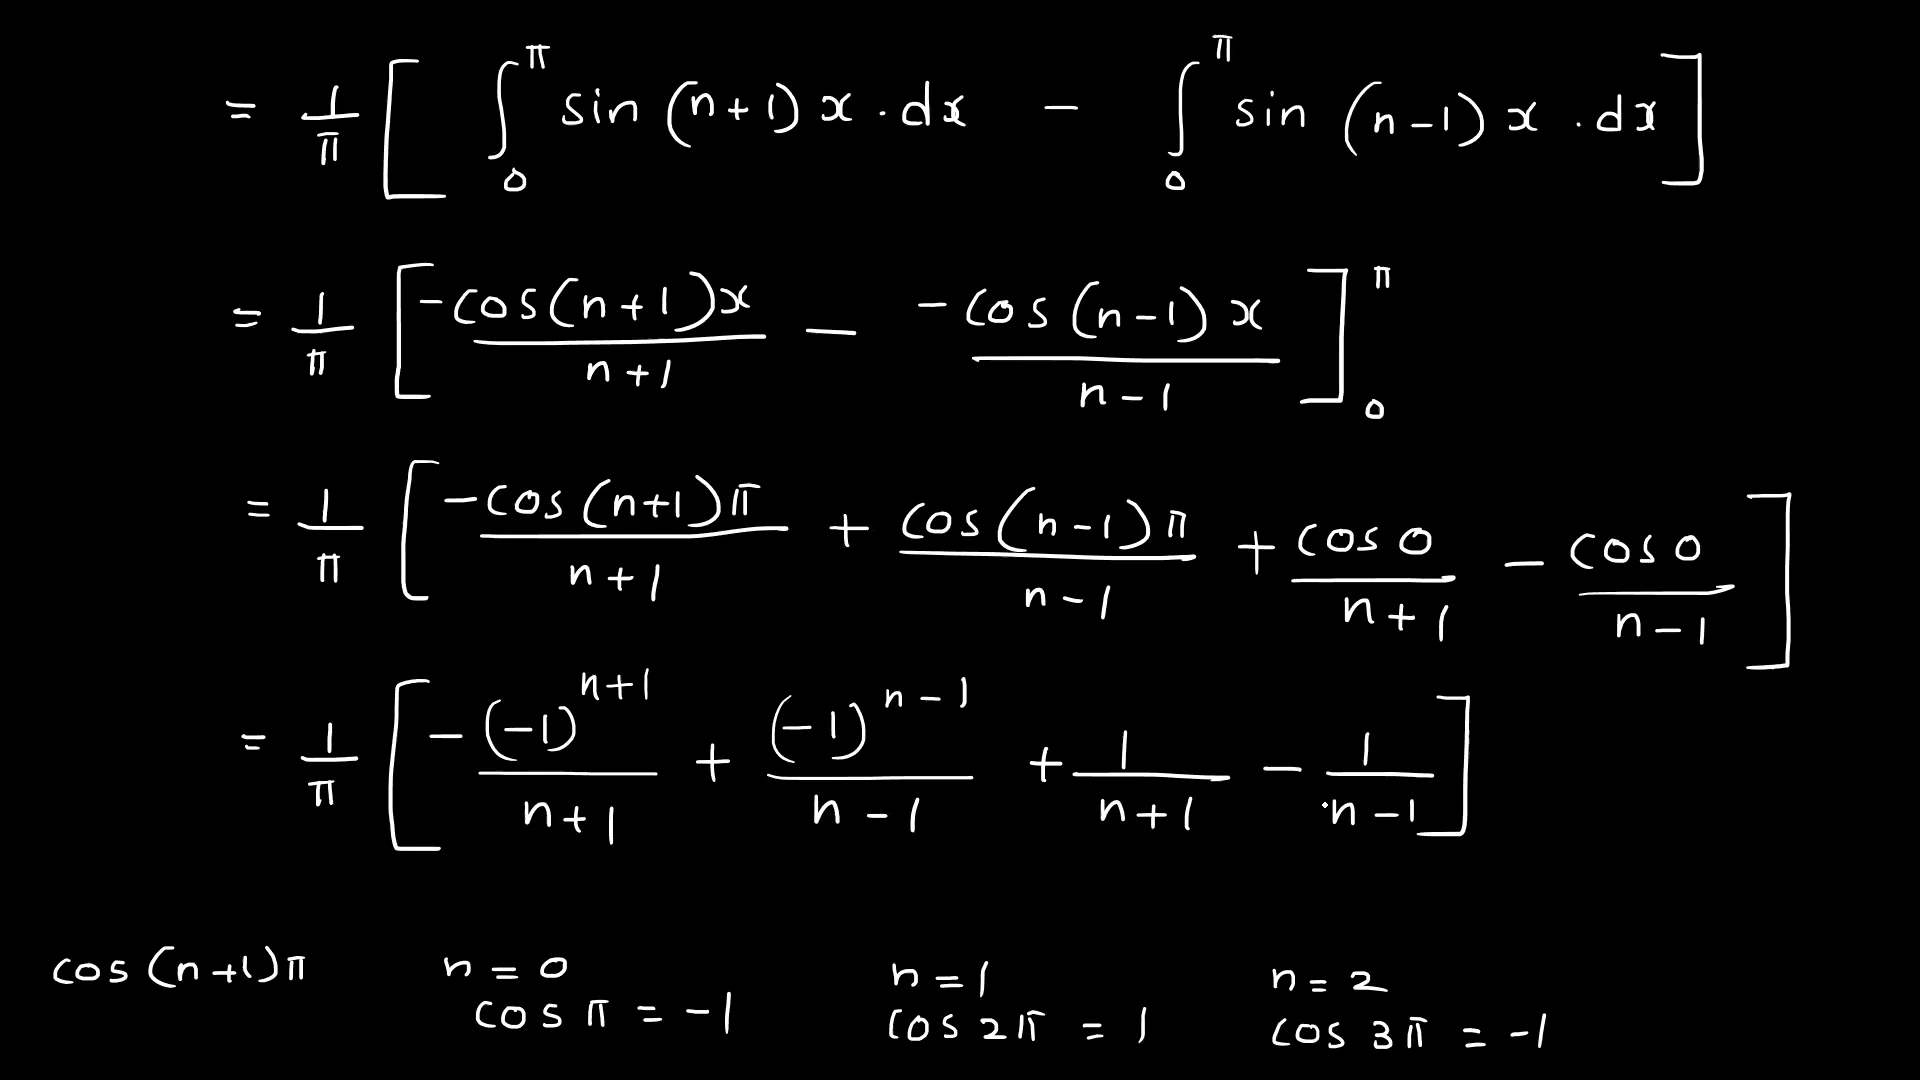 = 1/π [ ∫₀^π sin (n+1) x . dx − ∫₀^π sin (n−1) x . dx ]
= 1/π [ −cos(n+1)x / n+1 − −cos(n−1)x / n−1 ]₀^π
= 1/π [ −cos(n+1)π / n+1 + cos(n−1)π / n−1 + cos 0 / n+1 − cos 0 / n−1 ]
= 1/π [ −(−1)^(n+1) / n+1 + (−1)^(n−1) / n−1 + 1 / n+1 − 1 / n−1 ]
cos (n+1)π n = 0 n = 1 n = 2
cos π = −1 cos 2π = 1 cos 3π = −1